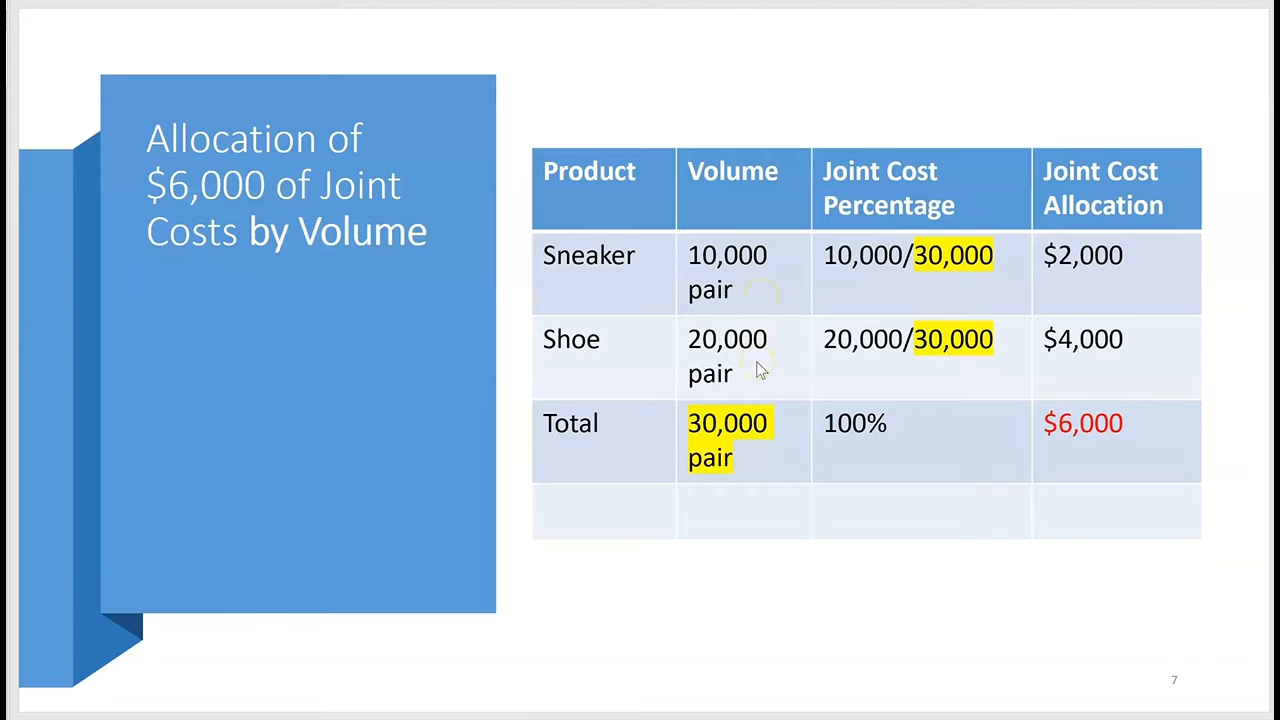 Allocation of
$6,000 of Joint
Costs by Volume
Product
Volume
Joint Cost
Percentage
Joint Cost
Allocation
Sneaker
10,000
pair
10,000/30,000
$2,000
Shoe
20,000
pair
20,000/30,000
$4,000
Total
30,000
pair
100%
$6,000
7